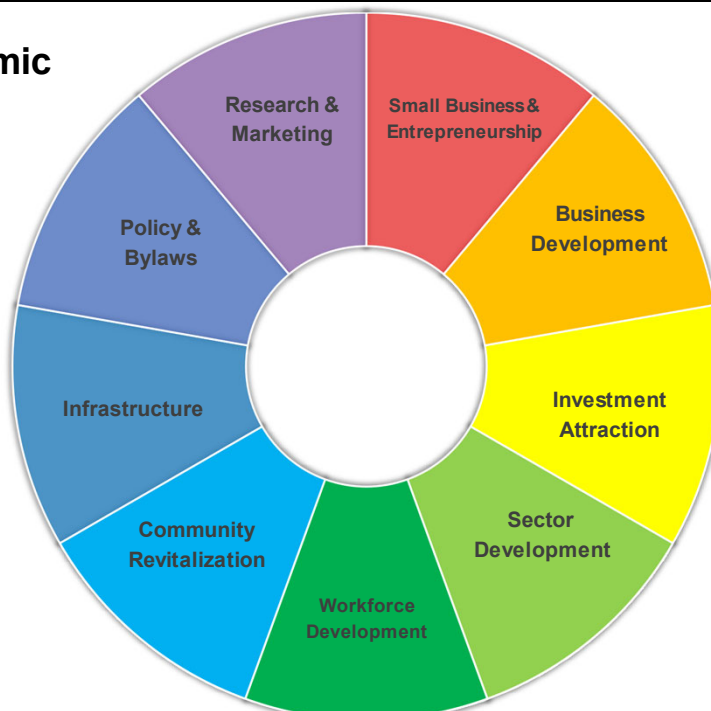 mic
Research &
Marketing
Small Business &
Entrepreneurship
Business
Development
Investment
Attraction
Sector
Development
Workforce
Development
Community
Revitalization
Infrastructure
Policy &
Bylaws